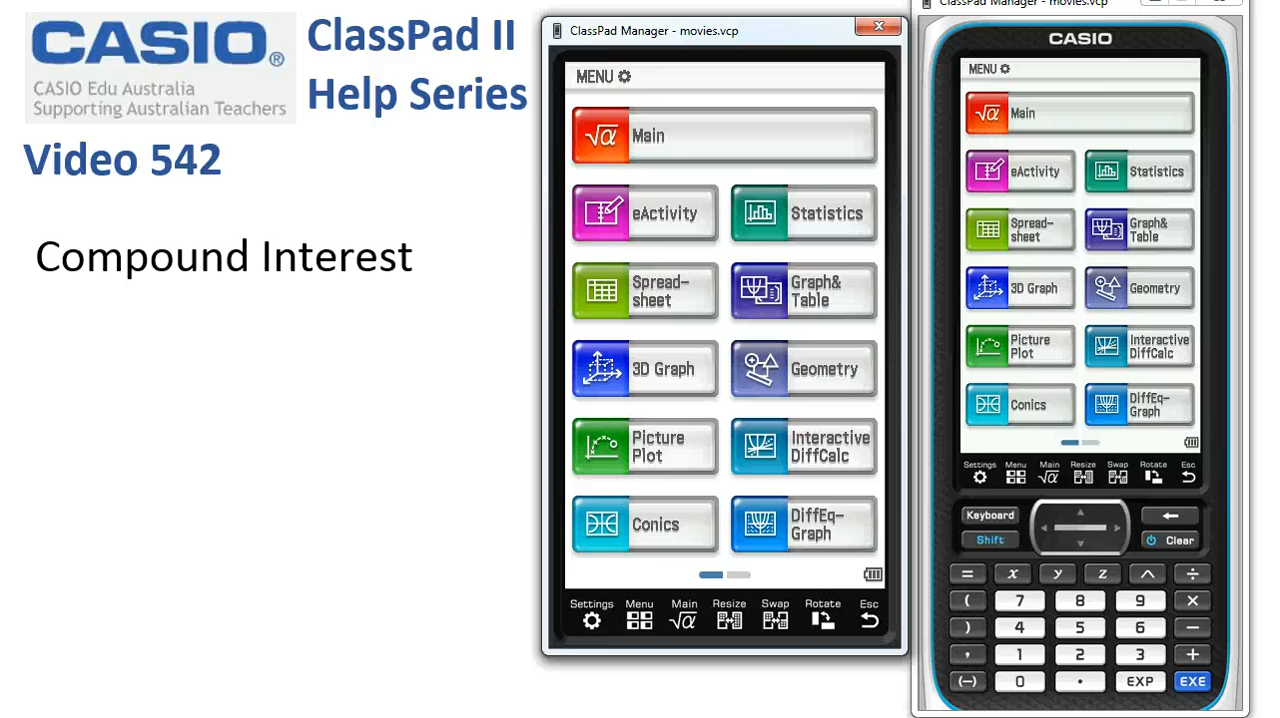 CASIO®
CASIO Edu Australia
Supporting Australian Teachers
ClassPad II
Help Series
Video 542
Compound Interest
ClassPad Manager - movies.vcp
MENU
√α Main
eActivity
Statistics
Spread-
sheet
Graph&
Table
3D Graph
Geometry
Picture
Plot
Interactive
DiffCalc
Conics
DiffEq-
Graph
Settings Menu Main Resize Swap Rotate Esc
√α
ClassPad Manager - movies.vcp
CASIO
MENU
√α Main
eActivity
Statistics
Spread-
sheet
Graph&
Table
3D Graph
Geometry
Picture
Plot
Interactive
DiffCalc
Conics
DiffEq-
Graph
Settings Menu Main Resize Swap Rotate Esc
√α
Keyboard
Shift
Clear
= x y z ^ ÷
( 7 8 9 ×
) 4 5 6 −
, 1 2 3 +
(−) 0 · EXP EXE